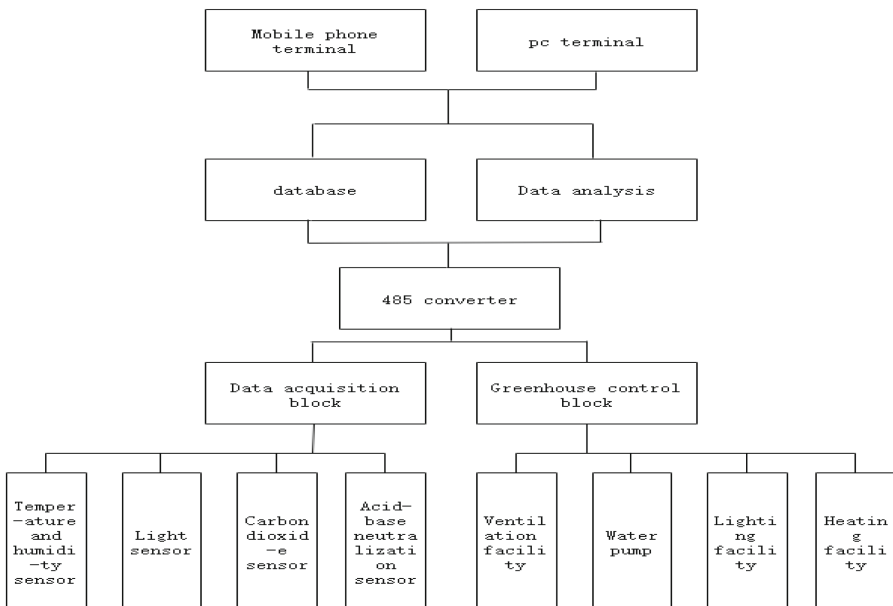 Mobile phone
terminal
pc terminal
database
Data analysis
485 converter
Data acquisition
block
Greenhouse control
block
Temper
-ature
and
humidi
-ty
sensor
Light
sensor
Carbon
dioxid
-e
sensor
Acid-
base
neutra
lizati
on
sensor
Ventil
ation
facili
ty
Water
pump
Lighti
ng
facili
ty
Heatin
g
facili
ty